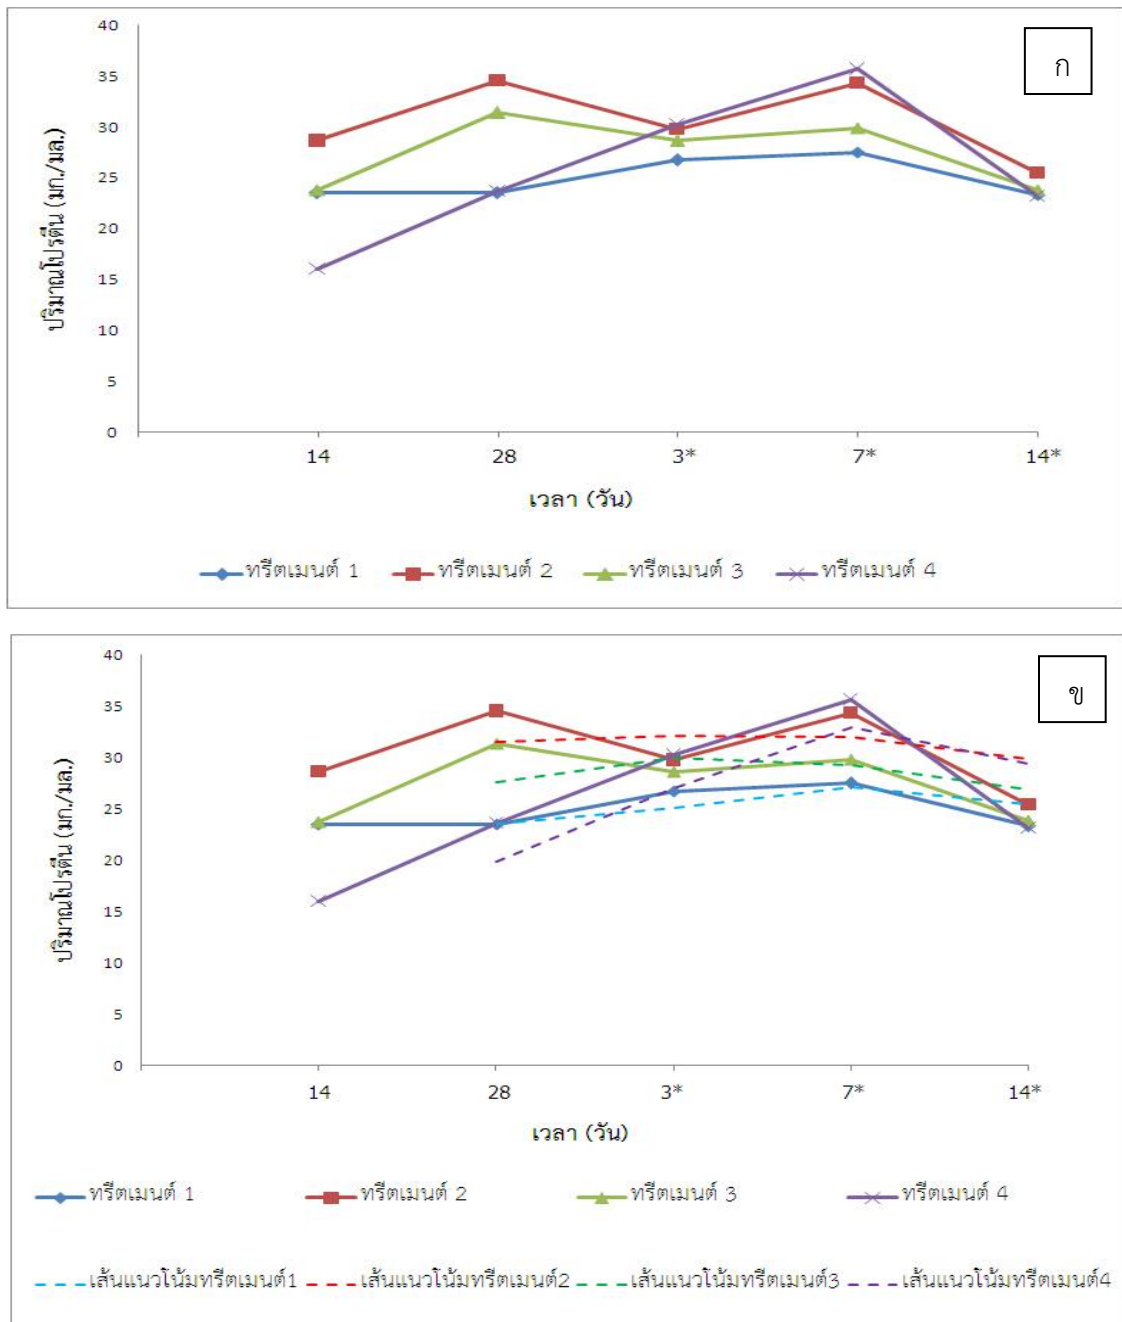 ก
40
35
30
25
20
15
10
5
0
ปริมาณโปรตีน (มก./มล.)
14 28 3* 7* 14*
เวลา (วัน)
ทรีตเมนต์ 1 ทรีตเมนต์ 2 ทรีตเมนต์ 3 ทรีตเมนต์ 4
ข
40
35
30
25
20
15
10
5
0
ปริมาณโปรตีน (มก./มล.)
14 28 3* 7* 14*
เวลา (วัน)
ทรีตเมนต์ 1 ทรีตเมนต์ 2 ทรีตเมนต์ 3 ทรีตเมนต์ 4
เส้นแนวโน้มทรีตเมนต์1 เส้นแนวโน้มทรีตเมนต์2 เส้นแนวโน้มทรีตเมนต์3 เส้นแนวโน้มทรีตเมนต์4